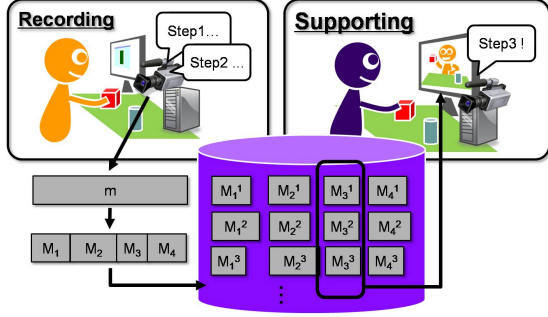 Recording
Step1...
Step2 ...
Supporting
Step3 !
m
M₁ M₂ M₃ M₄
M₁¹ M₂¹ M₃¹ M₄¹
M₁² M₂² M₃² M₄²
M₁³ M₂³ M₃³ M₄³
⋮